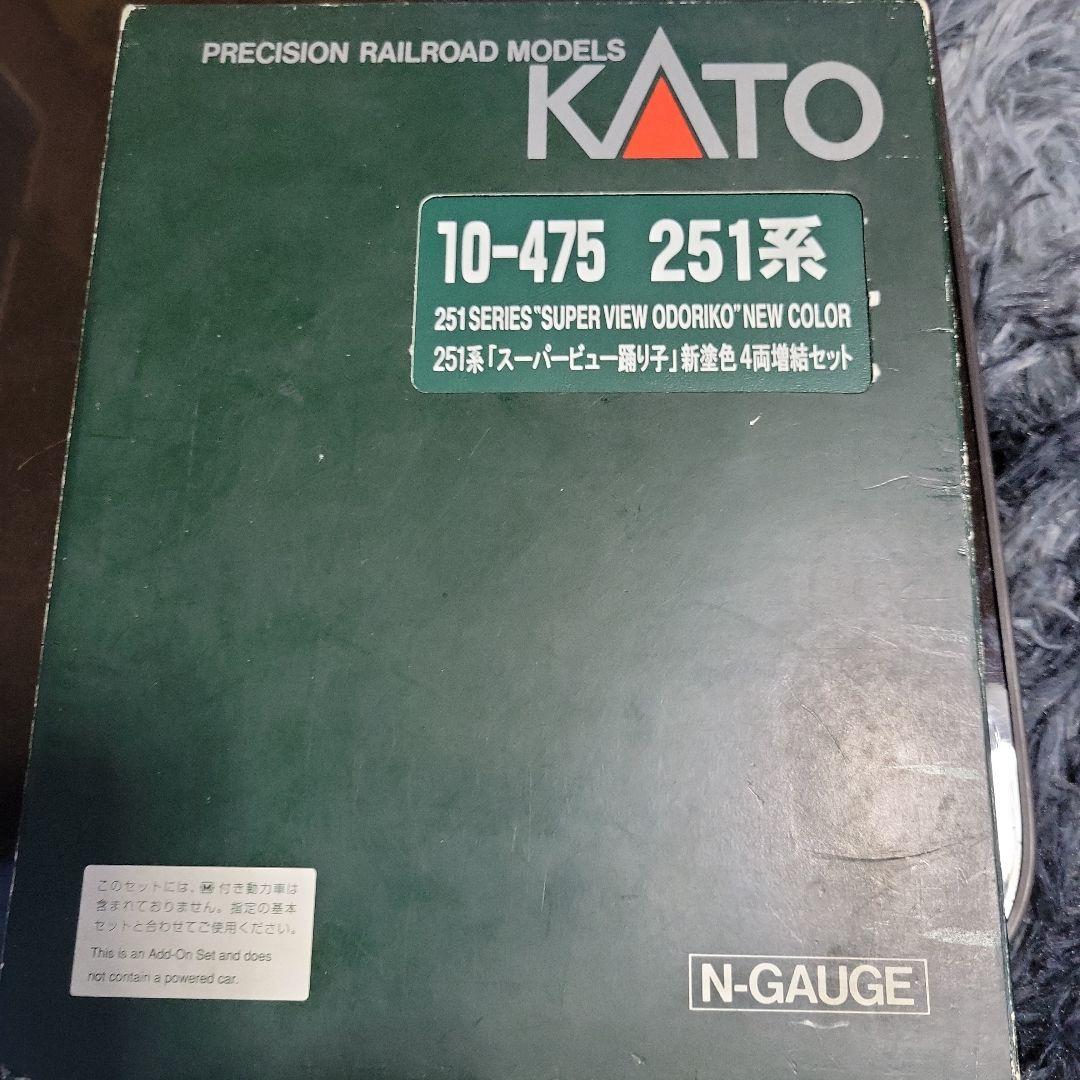 PRECISION RAILROAD MODELS
KATO
10-475 251系
251 SERIES "SUPER VIEW ODORIKO" NEW COLOR
251系「スーパービュー踊り子」新塗色4両増結セット
このセットには、M付き動力車は
含まれておりません。指定の基本
セットと合わせてご使用ください。
This is an Add-On Set and does
not contain a powered car.
N-GAUGE